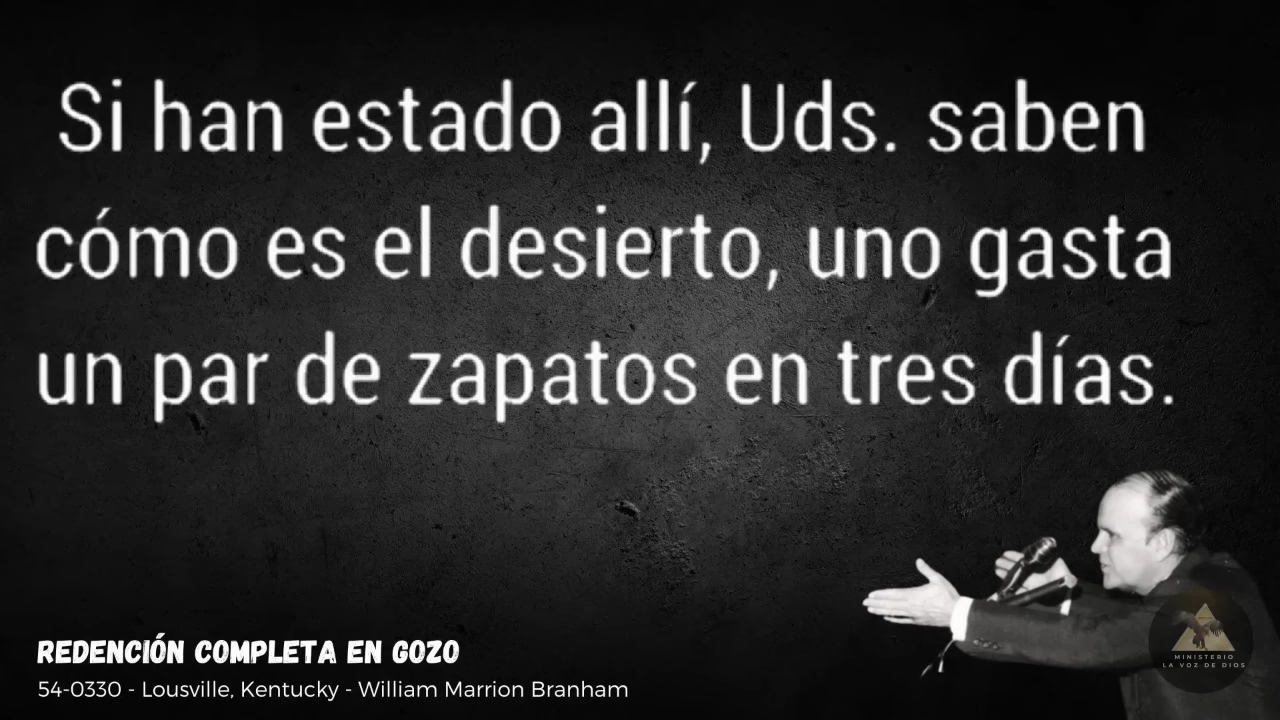 Si han estado allí, Uds. saben
cómo es el desierto, uno gasta
un par de zapatos en tres días.
REDENCIÓN COMPLETA EN GOZO
54-0330 - Lousville, Kentucky - William Marrion Branham
MINISTERIO
LA VOZ DE DIOS